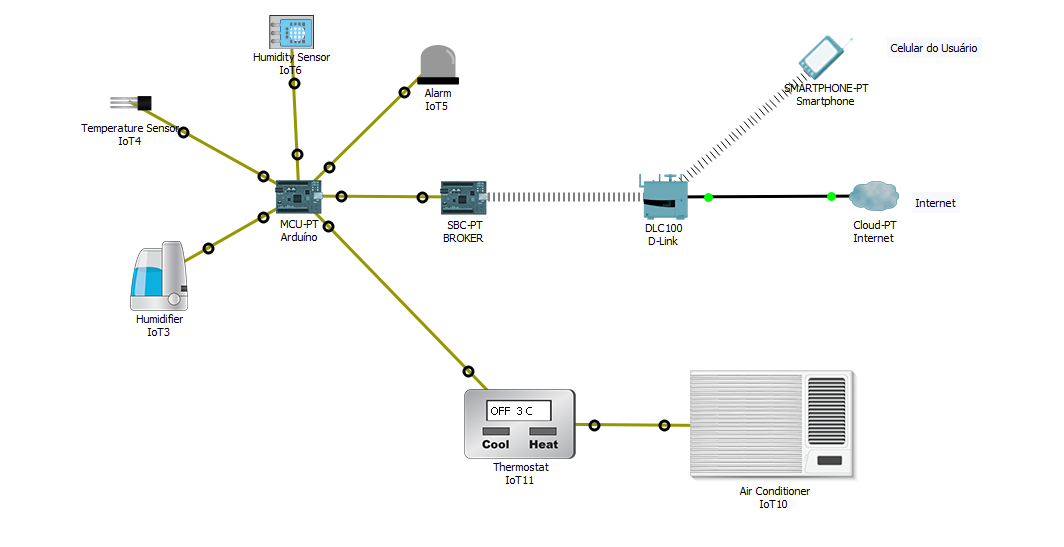 Humidity Sensor
IoT6
Alarm
IoT5
Celular do Usuário
SMARTPHONE-PT
Smartphone
Temperature Sensor
IoT4
MCU-PT
Arduíno
SBC-PT
BROKER
DLC100
D-Link
Cloud-PT
Internet
Internet
Humidifier
IoT3
OFF 3 C
Cool Heat
Thermostat
IoT11
Air Conditioner
IoT10